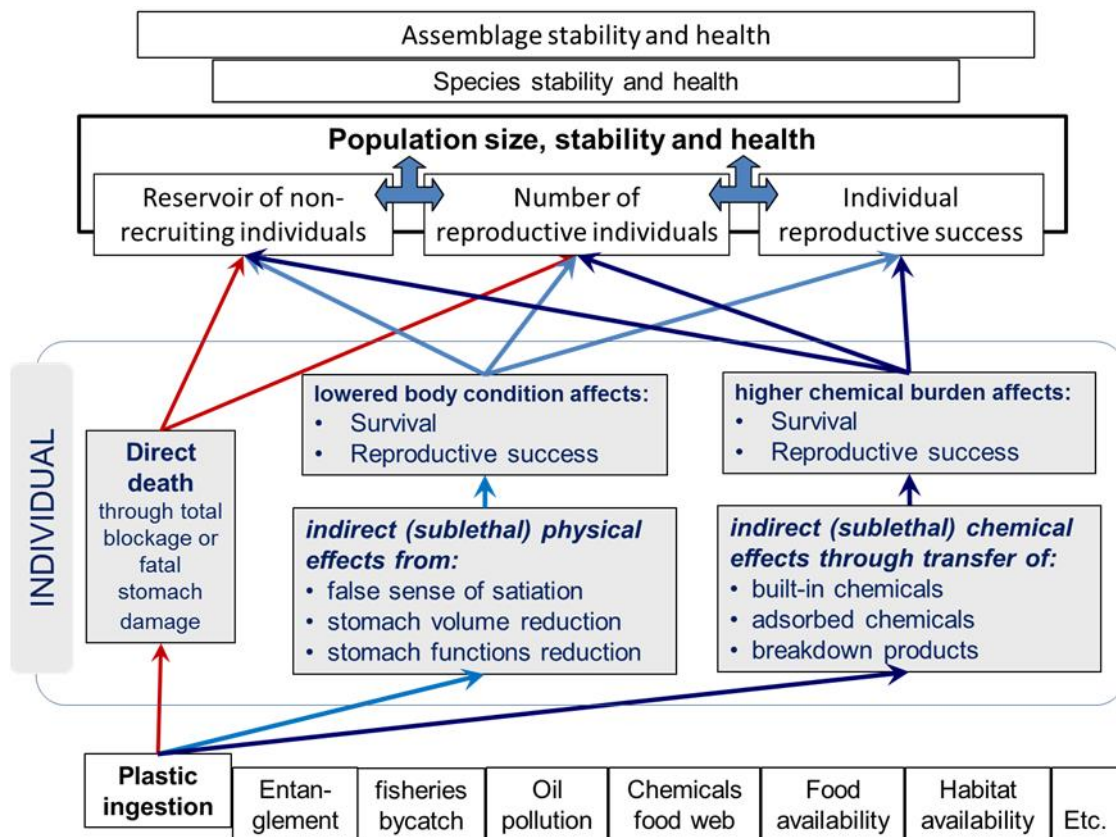 Assemblage stability and health
Species stability and health
Population size, stability and health
Reservoir of non-
recruiting individuals
Number of
reproductive individuals
Individual
reproductive success
INDIVIDUAL
Direct
death
through total
blockage or
fatal
stomach
damage
lowered body condition affects:
• Survival
• Reproductive success
higher chemical burden affects:
• Survival
• Reproductive success
indirect (sublethal) physical
effects from:
• false sense of satiation
• stomach volume reduction
• stomach functions reduction
indirect (sublethal) chemical
effects through transfer of:
• built-in chemicals
• adsorbed chemicals
• breakdown products
Plastic
ingestion
Entan-
glement
fisheries
bycatch
Oil
pollution
Chemicals
food web
Food
availability
Habitat
availability
Etc.